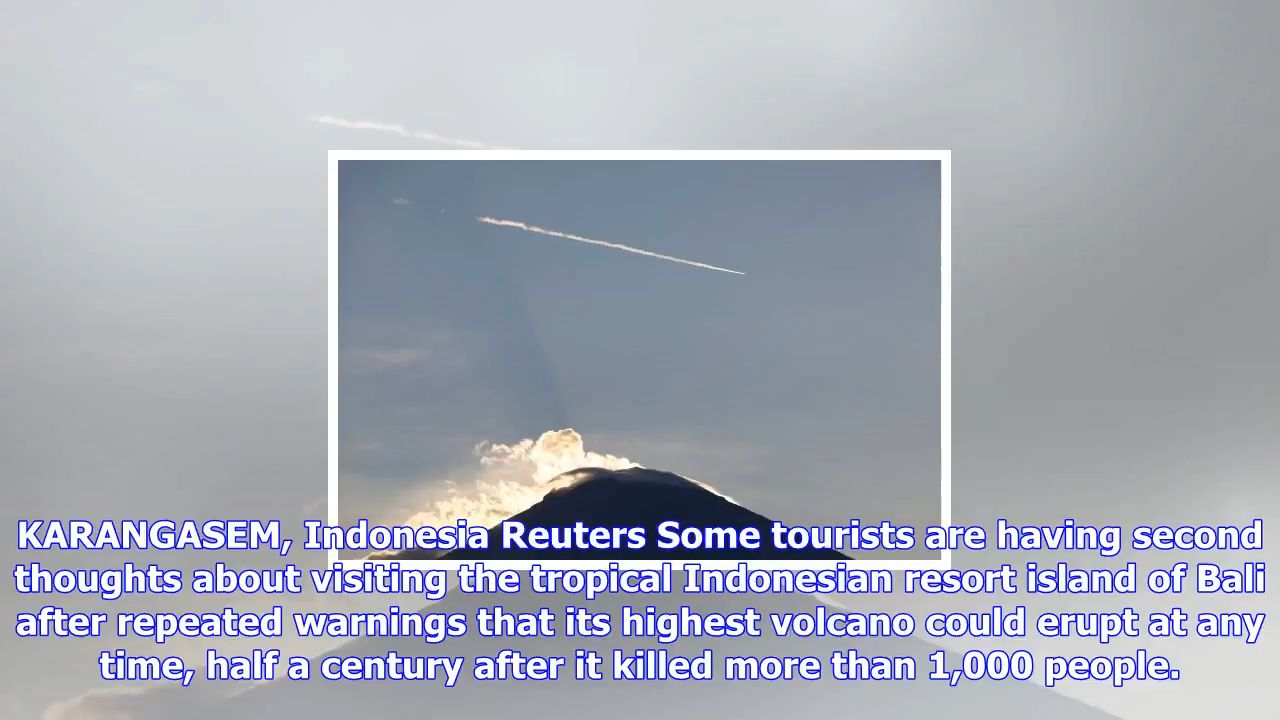 KARANGASEM, Indonesia Reuters Some tourists are having second
thoughts about visiting the tropical Indonesian resort island of Bali
after repeated warnings that its highest volcano could erupt at any
time, half a century after it killed more than 1,000 people.